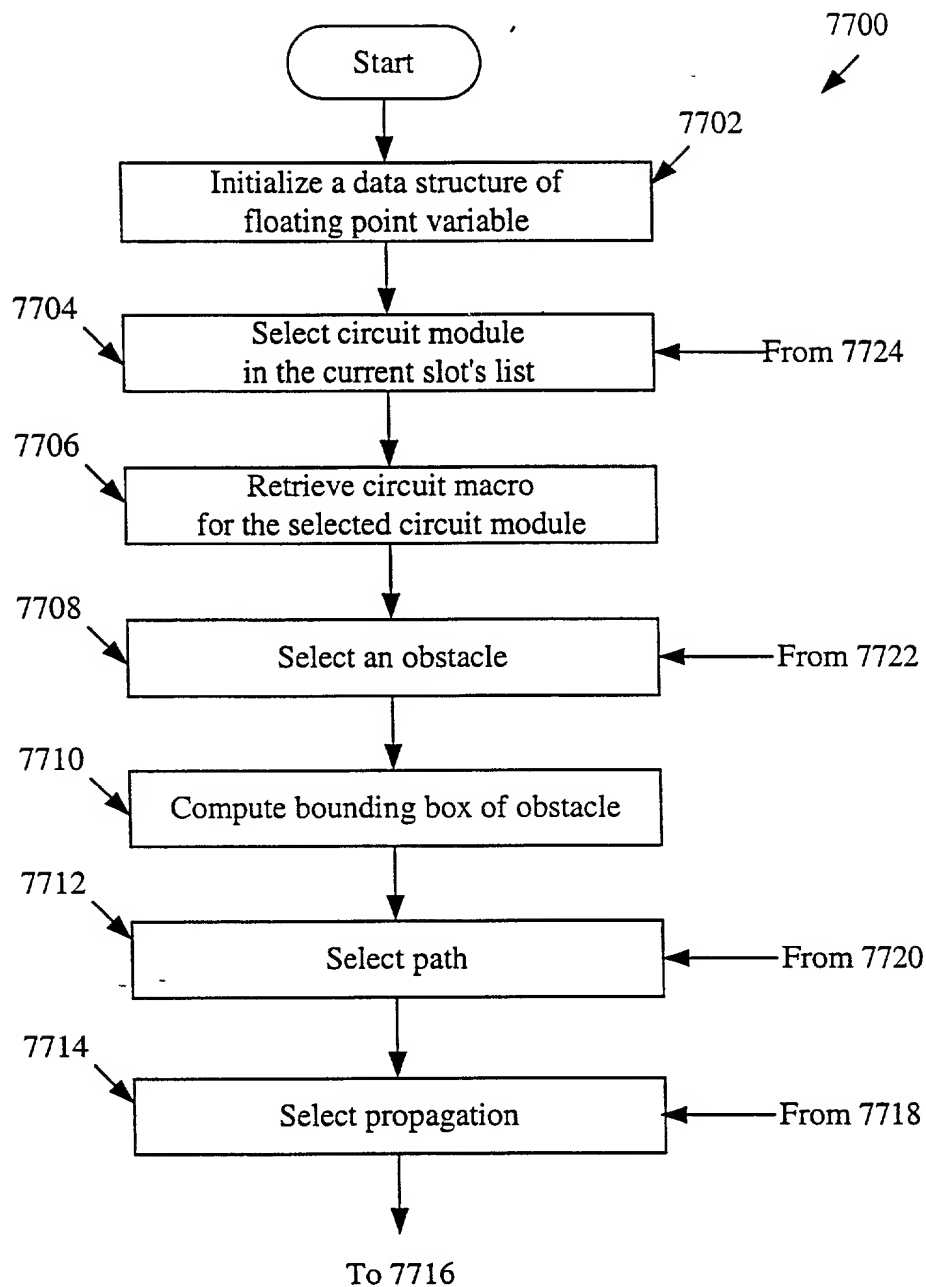 7700
Start
7702
Initialize a data structure of
floating point variable
7704
Select circuit module
in the current slot's list
From 7724
7706
Retrieve circuit macro
for the selected circuit module
7708
Select an obstacle
From 7722
7710
Compute bounding box of obstacle
7712
Select path
From 7720
7714
Select propagation
From 7718
To 7716